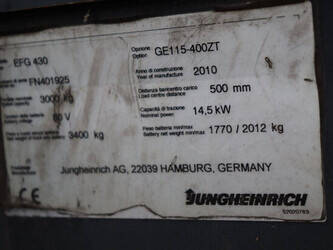 EFG 430
Opzione
Option
GE115-400ZT
FN401925
Anno di costruzione
Year of manufacture
2010
3000 kg
Distanza baricentro carico
Load centre distance
500 mm
80 V
Capacità di trazione
Nominal power
14,5 kW
3400 kg
Peso batteria min/max
Battery net weight min/max
1770 / 2012 kg
Jungheinrich AG, 22039 HAMBURG, GERMANY
CE
JUNGHEINRICH